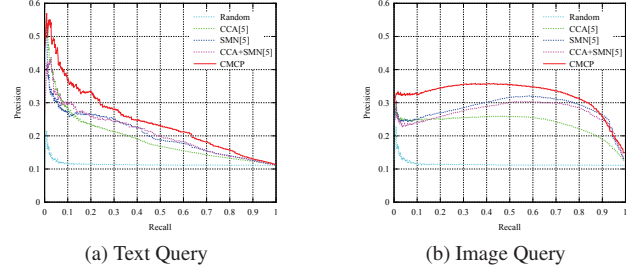 Random
CCA[5]
SMN[5]
CCA+SMN[5]
CMCP
Precision
0.6
0.5
0.4
0.3
0.2
0.1
0
0 0.1 0.2 0.3 0.4 0.5 0.6 0.7 0.8 0.9 1
Recall
(a) Text Query
Random
CCA[5]
SMN[5]
CCA+SMN[5]
CMCP
Precision
0.6
0.5
0.4
0.3
0.2
0.1
0
0 0.1 0.2 0.3 0.4 0.5 0.6 0.7 0.8 0.9 1
Recall
(b) Image Query